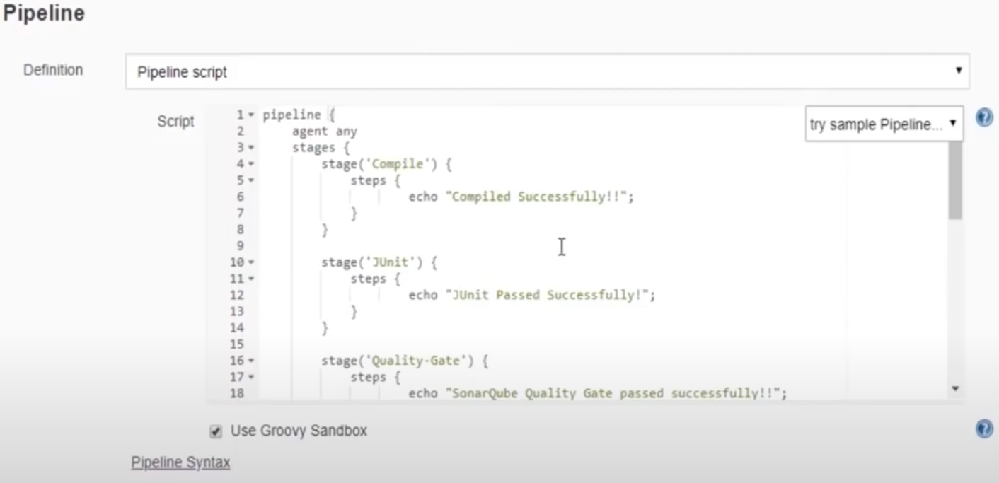 Pipeline
Definition
Pipeline script
Script
try sample Pipeline...
1 pipeline {
2     agent any
3     stages {
4         stage('Compile') {
5             steps {
6                     echo "Compiled Successfully!!";
7             }
8         }
9
10         stage('JUnit') {
11             steps {
12                     echo "JUnit Passed Successfully!";
13             }
14         }
15
16         stage('Quality-Gate') {
17             steps {
18                     echo "SonarQube Quality Gate passed successfully!!";
Use Groovy Sandbox
Pipeline Syntax